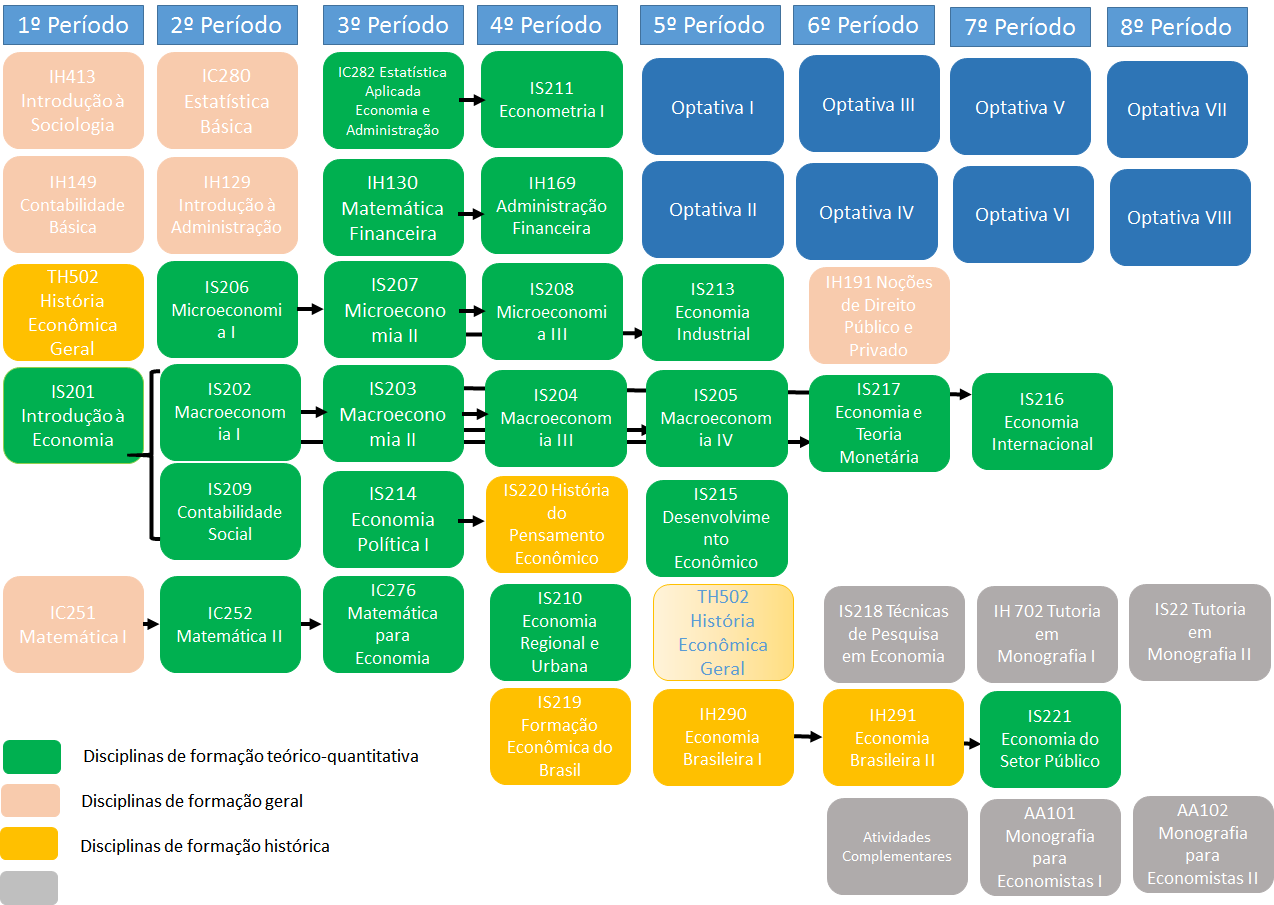 1º Período
2º Período
3º Período
4º Período
5º Período
6º Período
7º Período
8º Período
IH413
Introdução à
Sociologia
IC280
Estatística
Básica
IC282 Estatística
Aplicada
Economia e
Administração
IS211
Econometria I
Optativa I
Optativa III
Optativa V
Optativa VII
IH149
Contabilidade
Básica
IH129
Introdução à
Administração
IH130
Matemática
Financeira
IH169
Administração
Financeira
Optativa II
Optativa IV
Optativa VI
Optativa VIII
TH502
História
Econômica
Geral
IS206
Microeconomi
a I
IS207
Microecono
mia II
IS208
Microeconomi
a III
IS213
Economia
Industrial
IH191 Noções
de Direito
Público e
Privado
IS201
Introdução à
Economia
IS202
Macroeconom
ia I
IS203
Macroecono
mia II
IS204
Macroeconom
ia III
IS205
Macroeconom
ia IV
IS217
Economia e
Teoria
Monetária
IS216
Economia
Internacional
IS209
Contabilidade
Social
IS214
Economia
Política I
IS220 História
do
Pensamento
Econômico
IS215
Desenvolvime
nto
Econômico
IC251
Matemática I
IC252
Matemática II
IC276
Matemática
para
Economia
IS210
Economia
Regional e
Urbana
TH502
História
Econômica
Geral
IS218 Técnicas
de Pesquisa
em Economia
IH 702 Tutoria
em
Monografia I
IS22 Tutoria
em
Monografia II
IS219
Formação
Econômica do
Brasil
IH290
Economia
Brasileira I
IH291
Economia
Brasileira II
IS221
Economia do
Setor Público
Atividades
Complementares
AA101
Monografia
para
Economistas I
AA102
Monografia
para
Economistas II
Disciplinas de formação teórico-quantitativa
Disciplinas de formação geral
Disciplinas de formação histórica